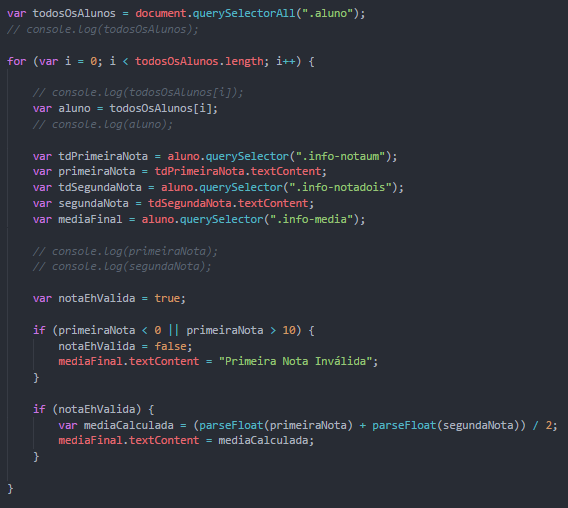 var todosOsAlunos = document.querySelectorAll(".aluno");
// console.log(todosOsAlunos);
for (var i = 0; i < todosOsAlunos.length; i++) {
// console.log(todosOsAlunos[i]);
var aluno = todosOsAlunos[i];
// console.log(aluno);
var tdPrimeiraNota = aluno.querySelector(".info-notaum");
var primeiraNota = tdPrimeiraNota.textContent;
var tdSegundaNota = aluno.querySelector(".info-notadois");
var segundaNota = tdSegundaNota.textContent;
var mediaFinal = aluno.querySelector(".info-media");
// console.log(primeiraNota);
// console.log(segundaNota);
var notaEhValida = true;
if (primeiraNota < 0 || primeiraNota > 10) {
notaEhValida = false;
mediaFinal.textContent = "Primeira Nota Inválida";
}
if (notaEhValida) {
var mediaCalculada = (parseFloat(primeiraNota) + parseFloat(segundaNota)) / 2;
mediaFinal.textContent = mediaCalculada;
}
}